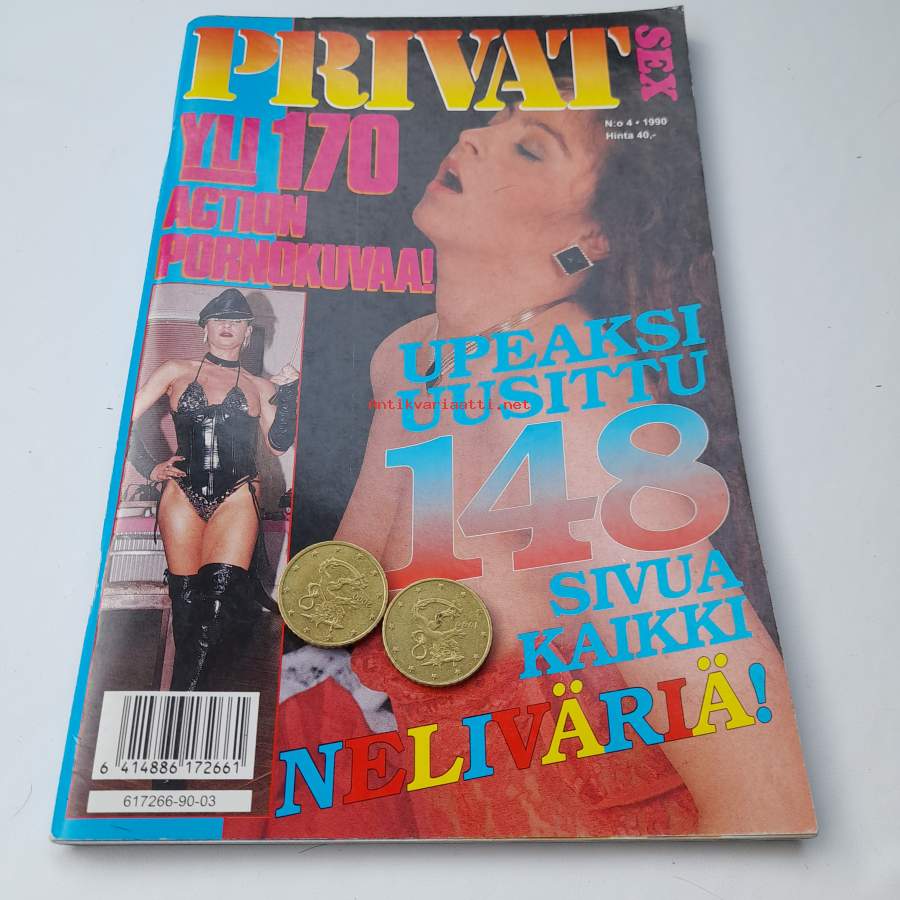 PRIVAT
SEX
N:o 4 • 1990
Hinta 40,-
YLI 170
ACTION
PORNOKUVAA!
UPEAKSI
UUSITTU
antikvariaatti.net
148
SIVUA
KAIKKI
NELIVÄRIÄ!
6 414886 172661
617266-90-03